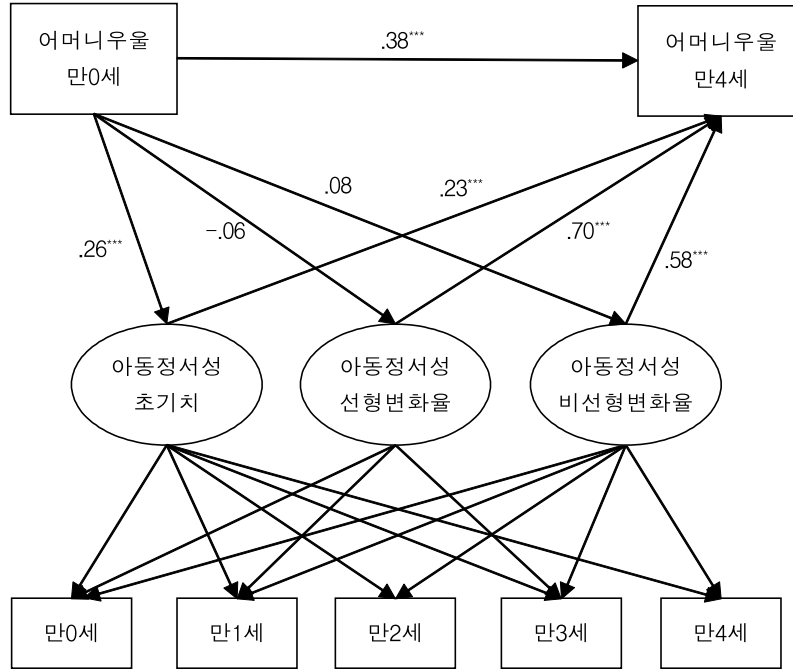 어머니우울
만0세
.38***
어머니우울
만4세
.26***
-.06
.08
.23***
.70***
.58***
아동정서성
초기치
아동정서성
선형변화율
아동정서성
비선형변화율
만0세
만1세
만2세
만3세
만4세